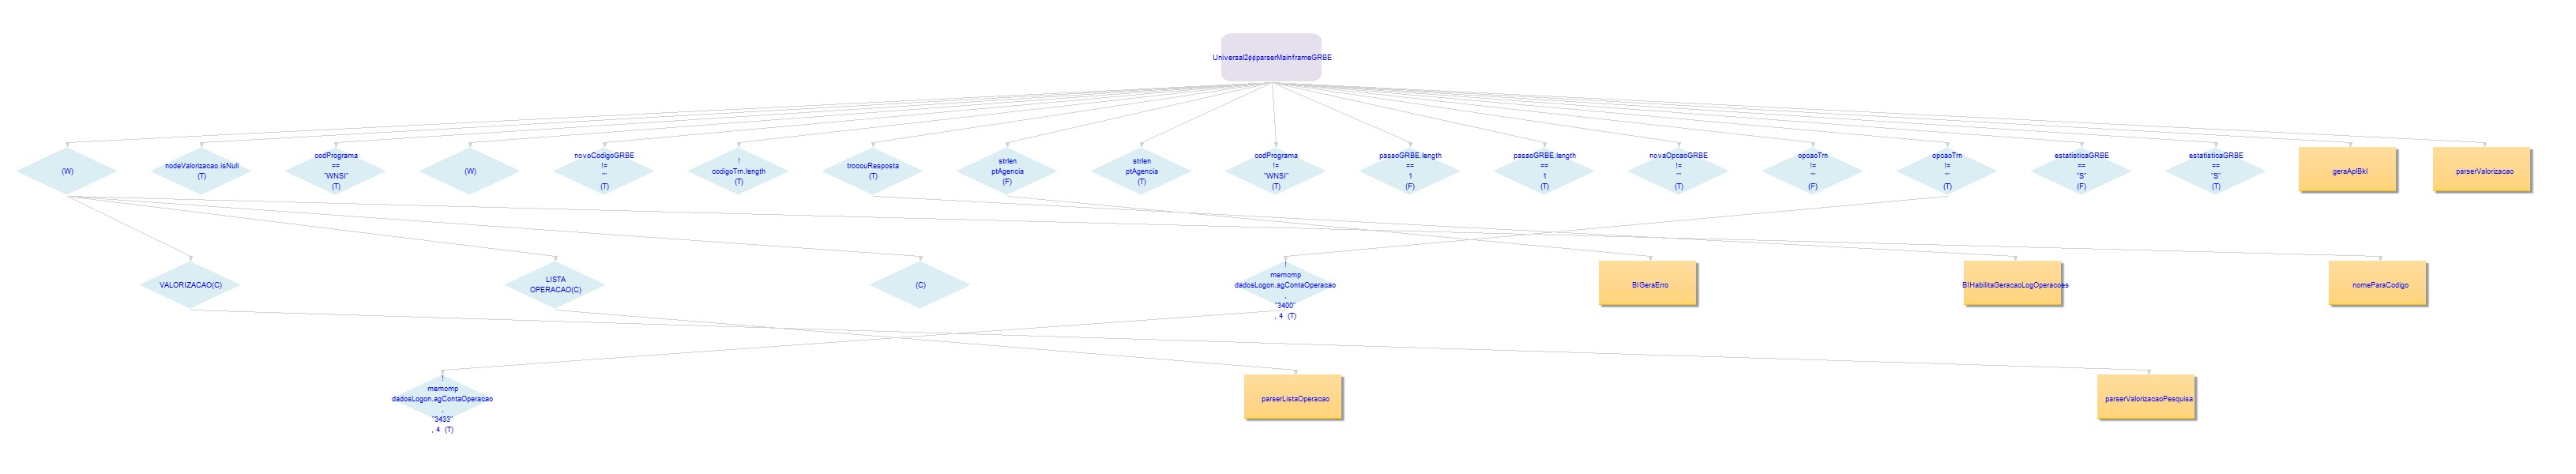 Universal2¢¢parserMainframeGRBE
(W)
nodeValorizacao.isNull
(T)
codPrograma
==
"WNSI"
(T)
(W)
novoCodigoGRBE
!=
""
(T)
!
codigoTrn.length
(T)
trocouResposta
(T)
strlen
ptAgencia
(F)
strlen
ptAgencia
(T)
codPrograma
!=
"WNSI"
(T)
passoGRBE.length
==
1
(F)
passoGRBE.length
==
1
(T)
novaOpcaoGRBE
!=
""
(T)
opcaoTrn
!=
""
(F)
opcaoTrn
!=
""
(T)
estatisticaGRBE
==
"S"
(F)
estatisticaGRBE
==
"S"
(T)
geraAplBkl
parserValorizacao
VALORIZACAO(C)
LISTA
OPERACAO(C)
(C)
!
memcmp
dadosLogon.agContaOperacao
,
"3400"
, 4 (T)
BIGeraErro
BIHabilitaGeracaoLogOperacoes
nomeParaCodigo
!
memcmp
dadosLogon.agContaOperacao
,
"3433"
, 4 (T)
parserListaOperacao
parserValorizacaoPesquisa